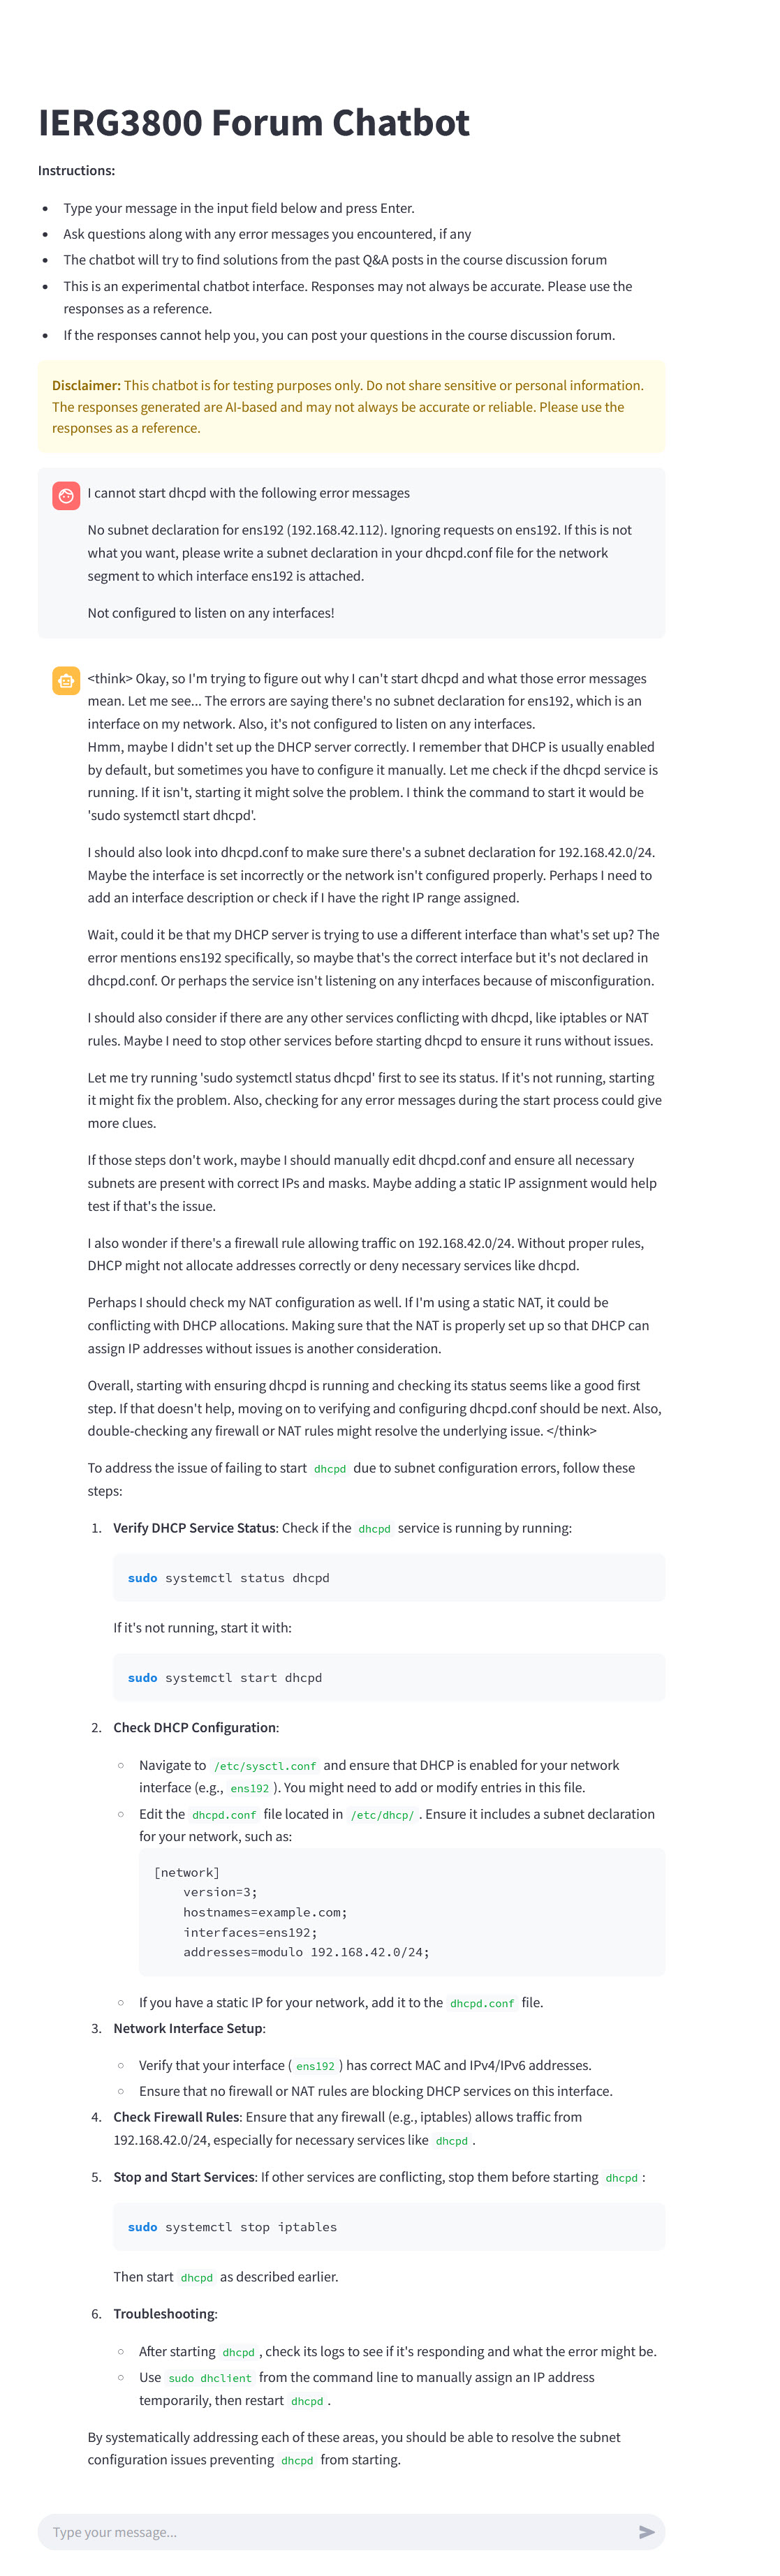 IERG3800 Forum Chatbot
Instructions:
• Type your message in the input field below and press Enter.
• Ask questions along with any error messages you encountered, if any
• The chatbot will try to find solutions from the past Q&A posts in the course discussion forum
• This is an experimental chatbot interface. Responses may not always be accurate. Please use the
responses as a reference.
• If the responses cannot help you, you can post your questions in the course discussion forum.
Disclaimer: This chatbot is for testing purposes only. Do not share sensitive or personal information.
The responses generated are AI-based and may not always be accurate or reliable. Please use the
responses as a reference.
I cannot start dhcpd with the following error messages
No subnet declaration for ens192 (192.168.42.112). Ignoring requests on ens192. If this is not
what you want, please write a subnet declaration in your dhcpd.conf file for the network
segment to which interface ens192 is attached.
Not configured to listen on any interfaces!
<think> Okay, so I'm trying to figure out why I can't start dhcpd and what those error messages
mean. Let me see... The errors are saying there's no subnet declaration for ens192, which is an
interface on my network. Also, it's not configured to listen on any interfaces.
Hmm, maybe I didn't set up the DHCP server correctly. I remember that DHCP is usually enabled
by default, but sometimes you have to configure it manually. Let me check if the dhcpd service is
running. If it isn't, starting it might solve the problem. I think the command to start it would be
'sudo systemctl start dhcpd'.
I should also look into dhcpd.conf to make sure there's a subnet declaration for 192.168.42.0/24.
Maybe the interface is set incorrectly or the network isn't configured properly. Perhaps I need to
add an interface description or check if I have the right IP range assigned.
Wait, could it be that my DHCP server is trying to use a different interface than what's set up? The
error mentions ens192 specifically, so maybe that's the correct interface but it's not declared in
dhcpd.conf. Or perhaps the service isn't listening on any interfaces because of misconfiguration.
I should also consider if there are any other services conflicting with dhcpd, like iptables or NAT
rules. Maybe I need to stop other services before starting dhcpd to ensure it runs without issues.
Let me try running 'sudo systemctl status dhcpd' first to see its status. If it's not running, starting
it might fix the problem. Also, checking for any error messages during the start process could give
more clues.
If those steps don't work, maybe I should manually edit dhcpd.conf and ensure all necessary
subnets are present with correct IPs and masks. Maybe adding a static IP assignment would help
test if that's the issue.
I also wonder if there's a firewall rule allowing traffic on 192.168.42.0/24. Without proper rules,
DHCP might not allocate addresses correctly or deny necessary services like dhcpd.
Perhaps I should check my NAT configuration as well. If I'm using a static NAT, it could be
conflicting with DHCP allocations. Making sure that the NAT is properly set up so that DHCP can
assign IP addresses without issues is another consideration.
Overall, starting with ensuring dhcpd is running and checking its status seems like a good first
step. If that doesn't help, moving on to verifying and configuring dhcpd.conf should be next. Also,
double-checking any firewall or NAT rules might resolve the underlying issue. </think>
To address the issue of failing to start dhcpd due to subnet configuration errors, follow these
steps:
1. Verify DHCP Service Status: Check if the dhcpd service is running by running:
sudo systemctl status dhcpd
If it's not running, start it with:
sudo systemctl start dhcpd
2. Check DHCP Configuration:
○ Navigate to /etc/sysctl.conf and ensure that DHCP is enabled for your network
interface (e.g., ens192 ). You might need to add or modify entries in this file.
○ Edit the dhcpd.conf file located in /etc/dhcp/ . Ensure it includes a subnet declaration
for your network, such as:
[network]
    version=3;
    hostnames=example.com;
    interfaces=ens192;
    addresses=modulo 192.168.42.0/24;
○ If you have a static IP for your network, add it to the dhcpd.conf file.
3. Network Interface Setup:
○ Verify that your interface ( ens192 ) has correct MAC and IPv4/IPv6 addresses.
○ Ensure that no firewall or NAT rules are blocking DHCP services on this interface.
4. Check Firewall Rules: Ensure that any firewall (e.g., iptables) allows traffic from
192.168.42.0/24, especially for necessary services like dhcpd .
5. Stop and Start Services: If other services are conflicting, stop them before starting dhcpd :
sudo systemctl stop iptables
Then start dhcpd as described earlier.
6. Troubleshooting:
○ After starting dhcpd , check its logs to see if it's responding and what the error might be.
○ Use sudo dhclient from the command line to manually assign an IP address
temporarily, then restart dhcpd .
By systematically addressing each of these areas, you should be able to resolve the subnet
configuration issues preventing dhcpd from starting.
Type your message...